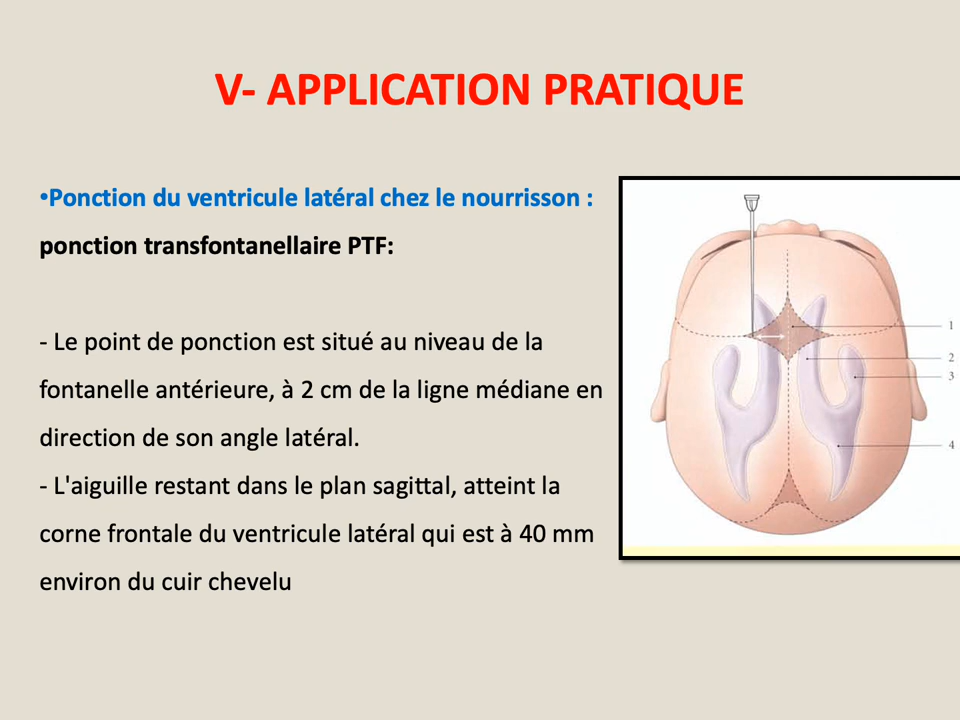 V- APPLICATION PRATIQUE
•Ponction du ventricule latéral chez le nourrisson :
ponction transfontanellaire PTF:
- Le point de ponction est situé au niveau de la
fontanelle antérieure, à 2 cm de la ligne médiane en
direction de son angle latéral.
- L'aiguille restant dans le plan sagittal, atteint la
corne frontale du ventricule latéral qui est à 40 mm
environ du cuir chevelu
1
2
3
4